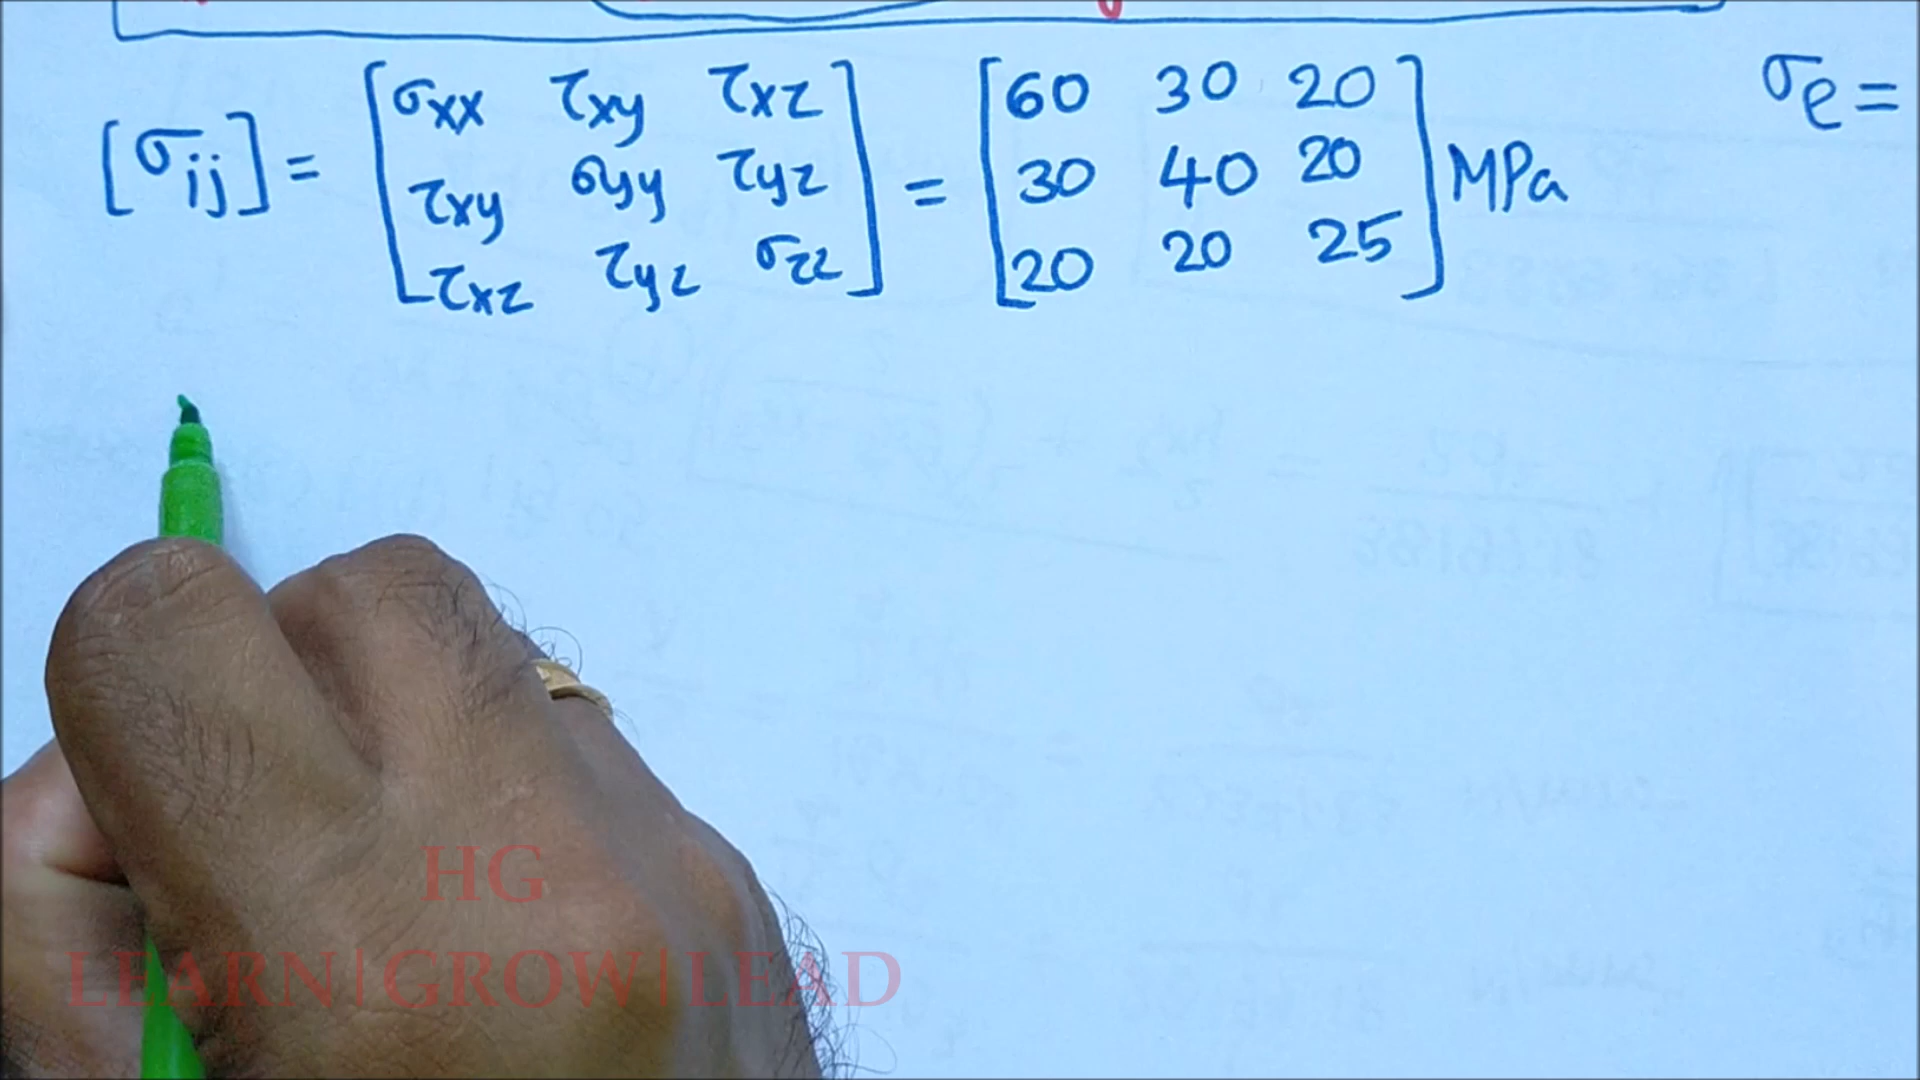 [σij] = [σxx τxy τxz] = [60 30 20] MPa σe =
[τxy σyy τyz] [30 40 20]
[τxz τyz σzz] [20 20 25]
HG
LEARN|GROW|LEAD